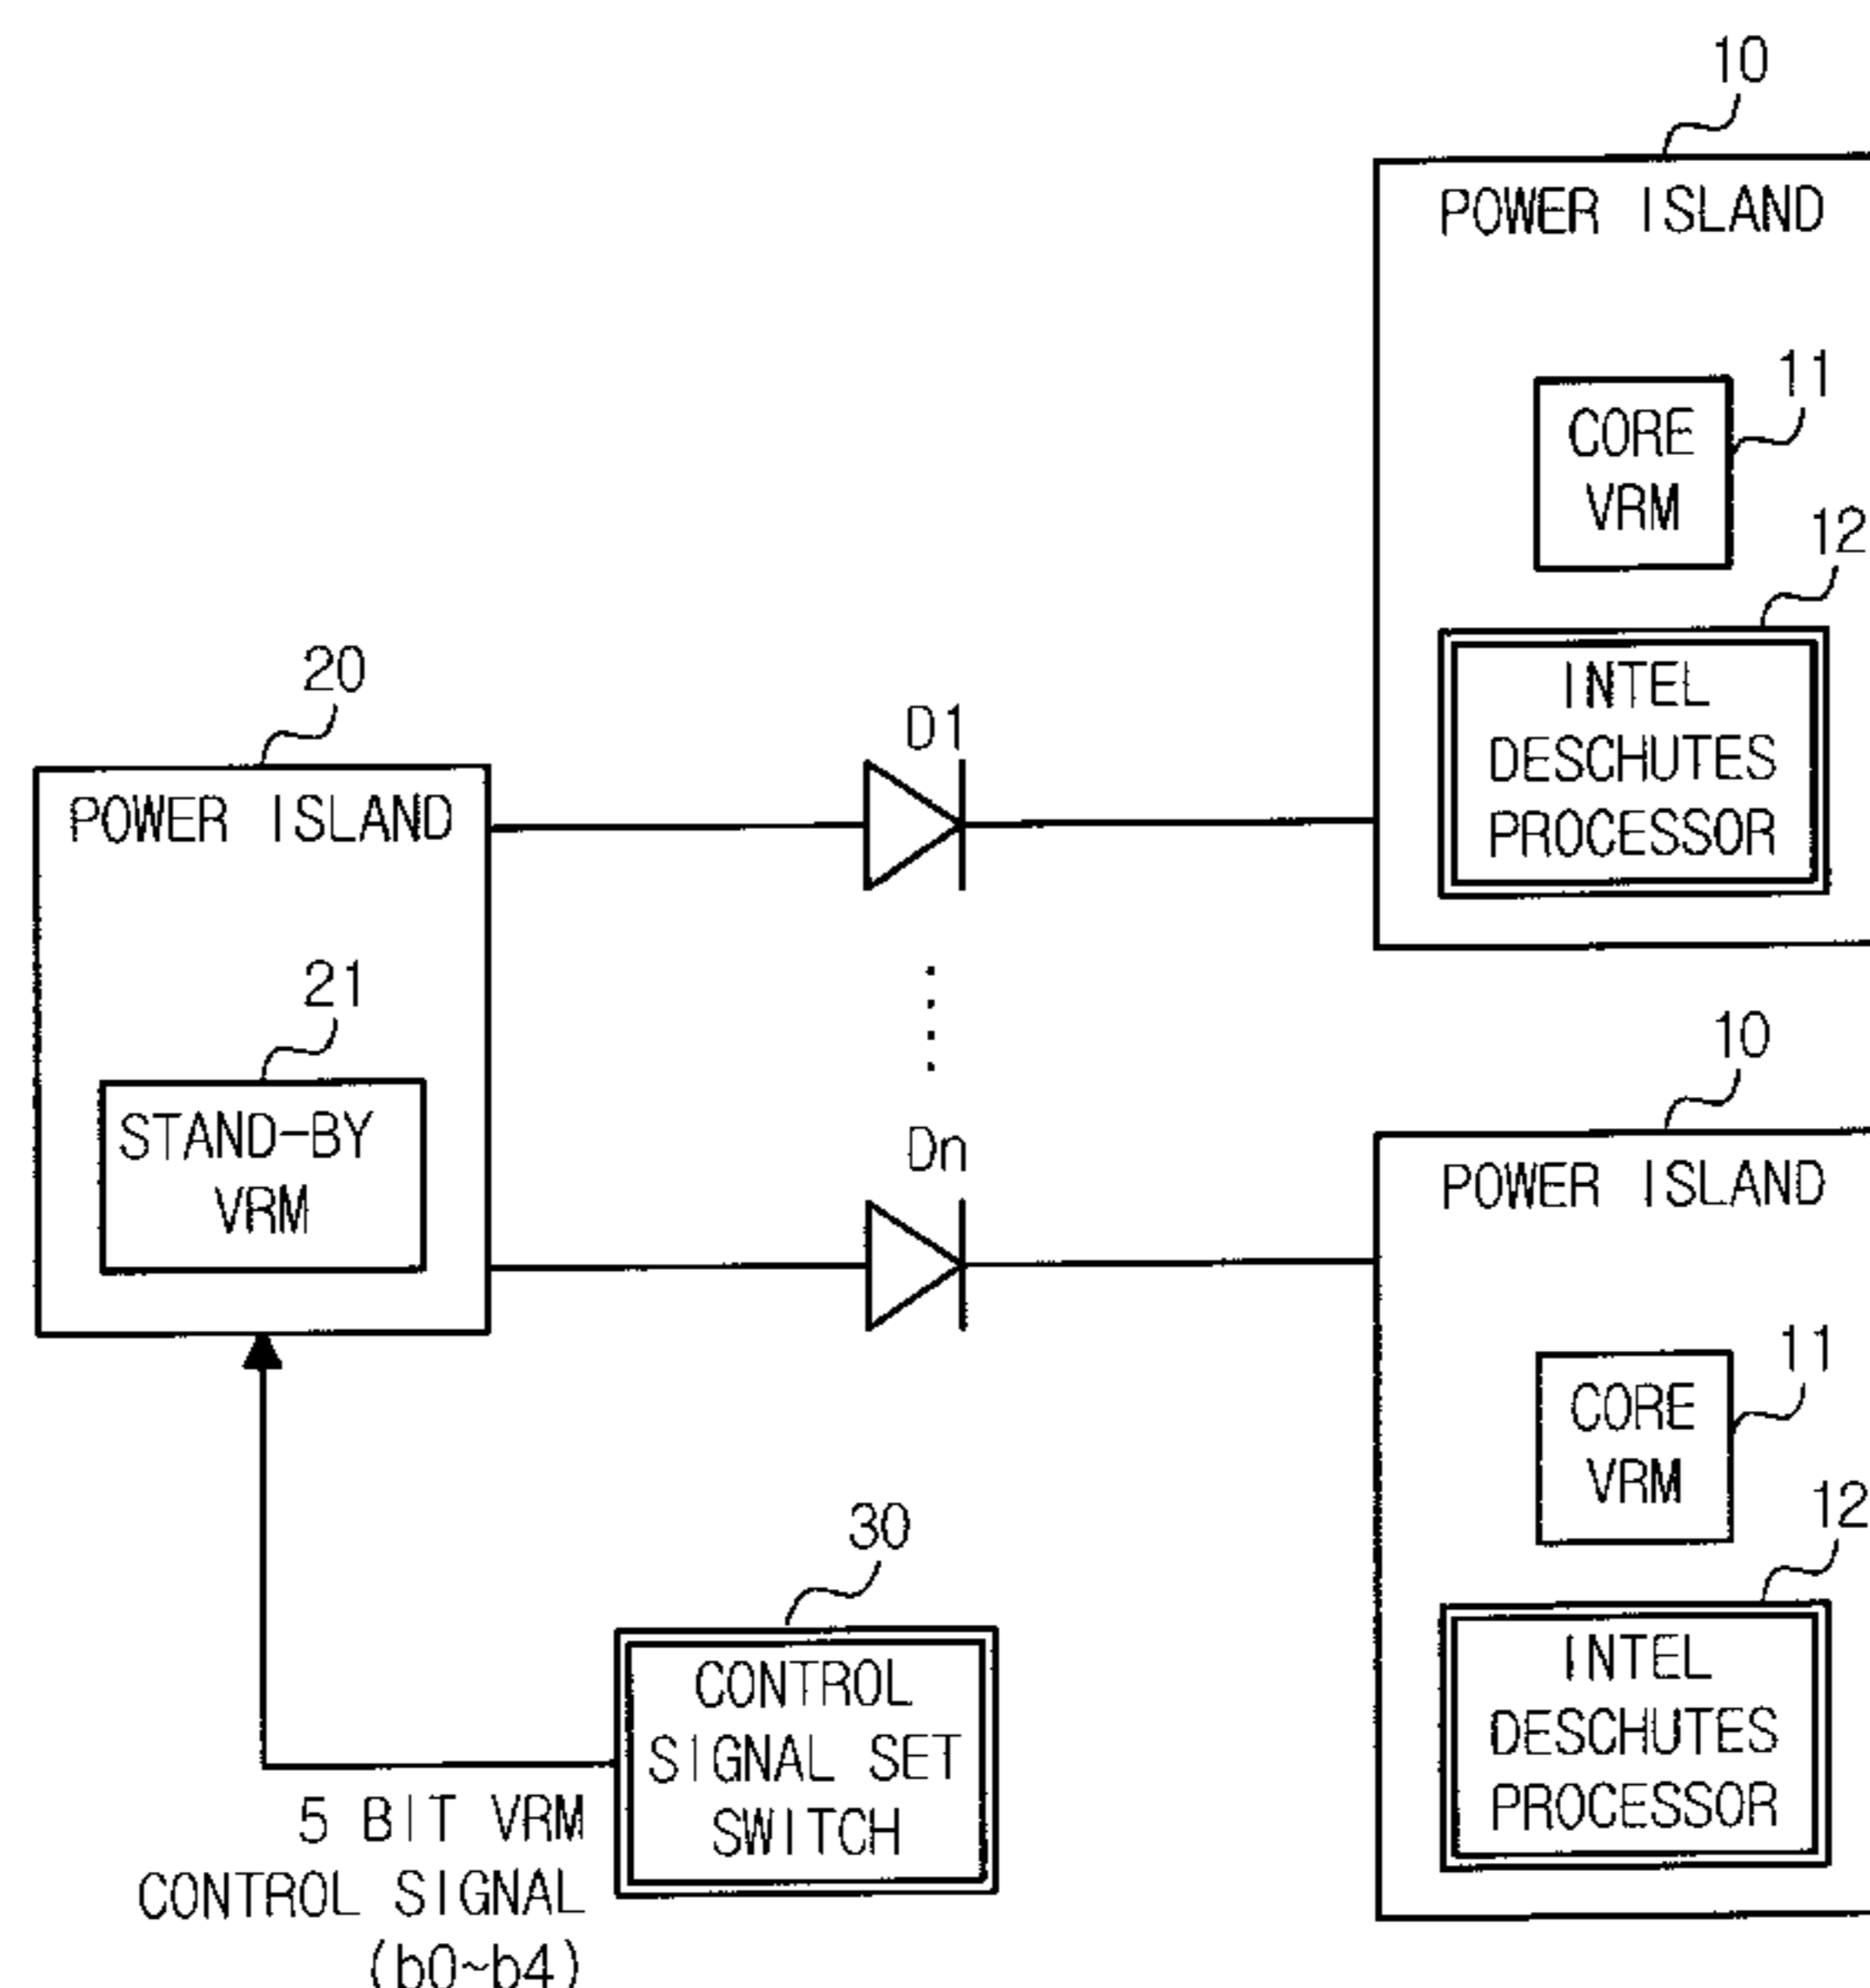 10
POWER ISLAND
11
CORE
VRM
12
INTEL
DESCHUTES
PROCESSOR
20
POWER ISLAND
D1
21
STAND-BY
VRM
Dn
10
POWER ISLAND
11
CORE
VRM
12
INTEL
DESCHUTES
PROCESSOR
30
CONTROL
SIGNAL SET
SWITCH
5 BIT VRM
CONTROL SIGNAL
(b0~b4)